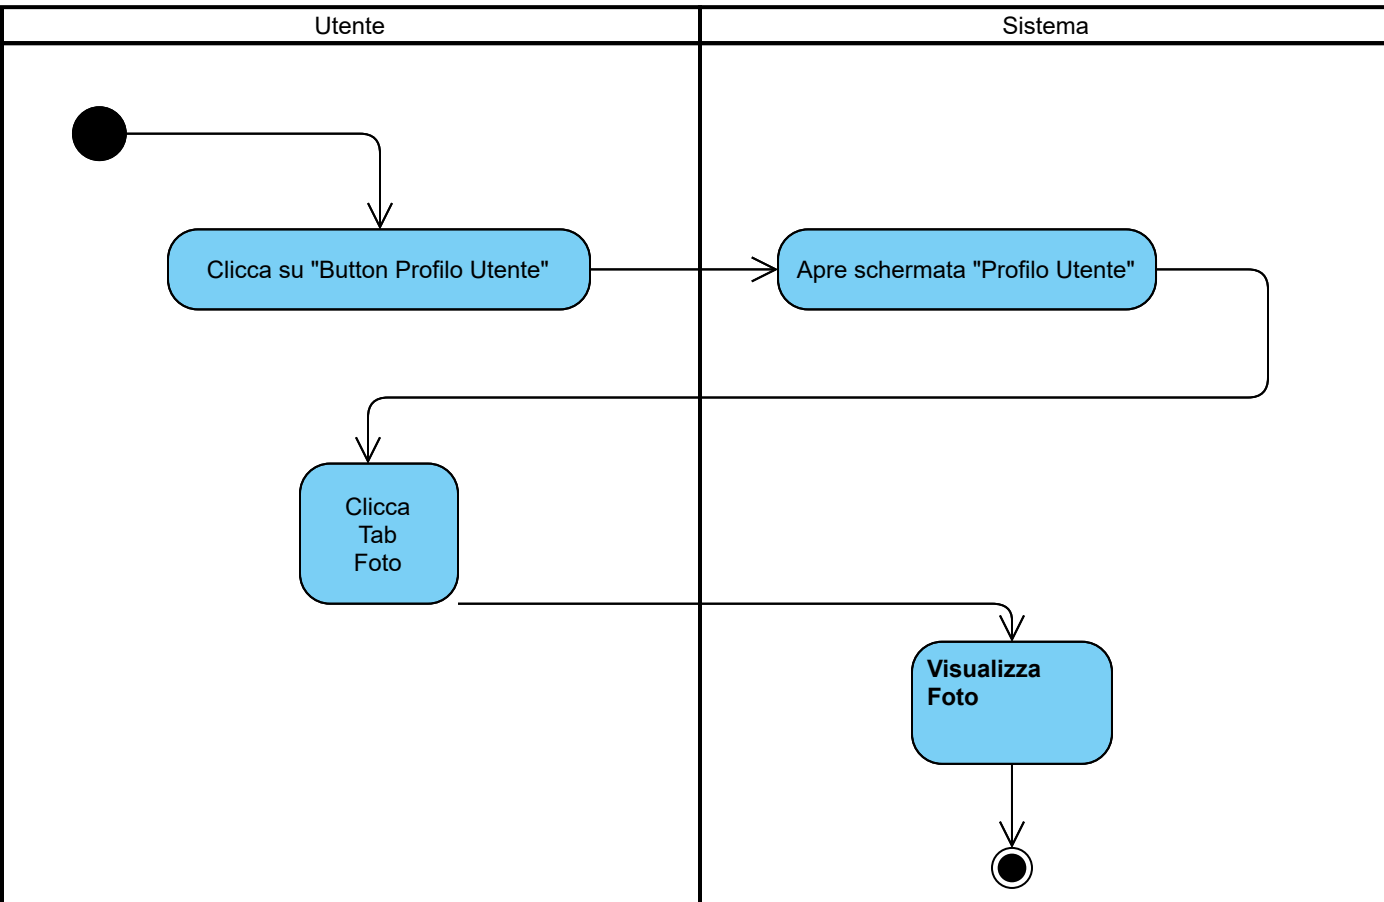 Utente
Sistema
Clicca su "Button Profilo Utente"
Apre schermata "Profilo Utente"
Clicca
Tab
Foto
Visualizza
Foto